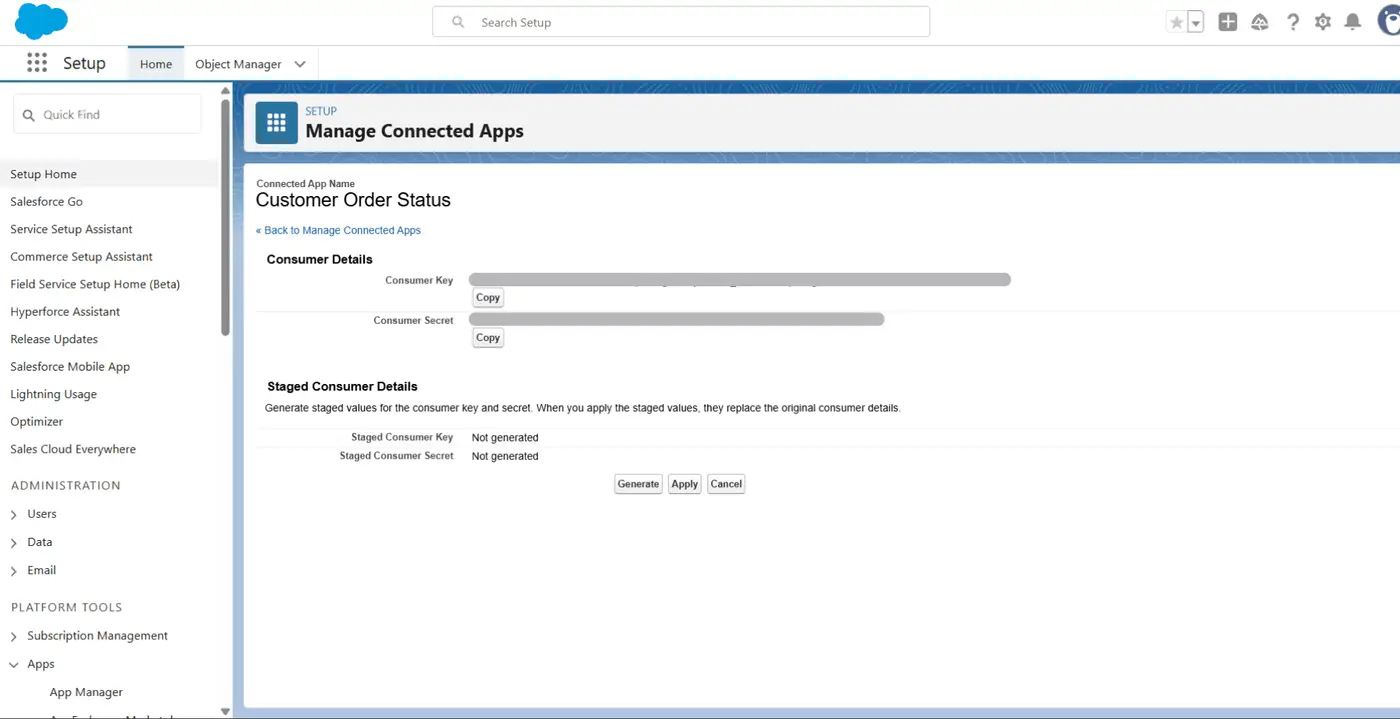 Search Setup
Setup
Home
Object Manager
Quick Find
Setup Home
Salesforce Go
Service Setup Assistant
Commerce Setup Assistant
Field Service Setup Home (Beta)
Hyperforce Assistant
Release Updates
Salesforce Mobile App
Lightning Usage
Optimizer
Sales Cloud Everywhere
ADMINISTRATION
Users
Data
Email
PLATFORM TOOLS
Subscription Management
Apps
App Manager
SETUP
Manage Connected Apps
Connected App Name
Customer Order Status
« Back to Manage Connected Apps
Consumer Details
Consumer Key
Copy
Consumer Secret
Copy
Staged Consumer Details
Generate staged values for the consumer key and secret. When you apply the staged values, they replace the original consumer details.
Staged Consumer Key Not generated
Staged Consumer Secret Not generated
Generate Apply Cancel